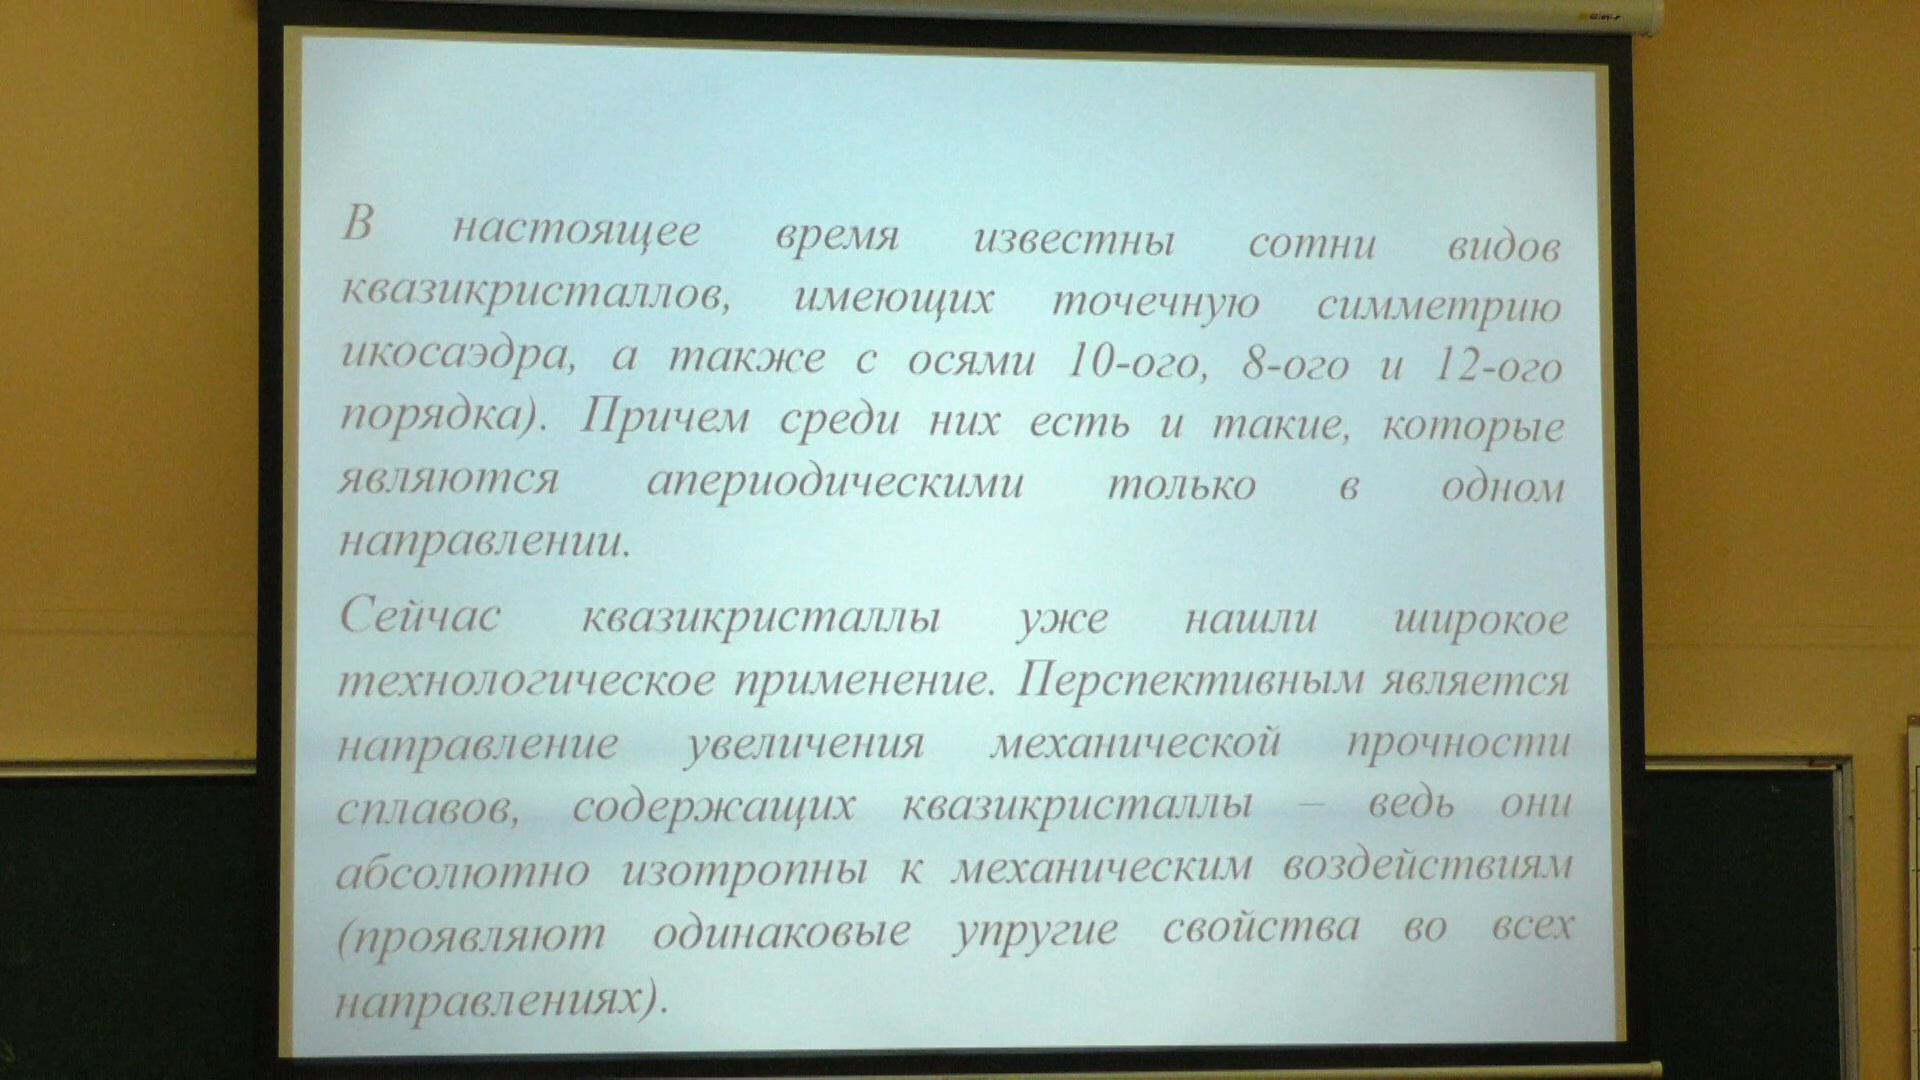 В настоящее время известны сотни видов
квазикристаллов, имеющих точечную симметрию
икосаэдра, а также с осями 10-ого, 8-ого и 12-ого
порядка). Причем среди них есть и такие, которые
являются апериодическими только в одном
направлении.
Сейчас квазикристаллы уже нашли широкое
технологическое применение. Перспективным является
направление увеличения механической прочности
сплавов, содержащих квазикристаллы – ведь они
абсолютно изотропны к механическим воздействиям
(проявляют одинаковые упругие свойства во всех
направлениях).